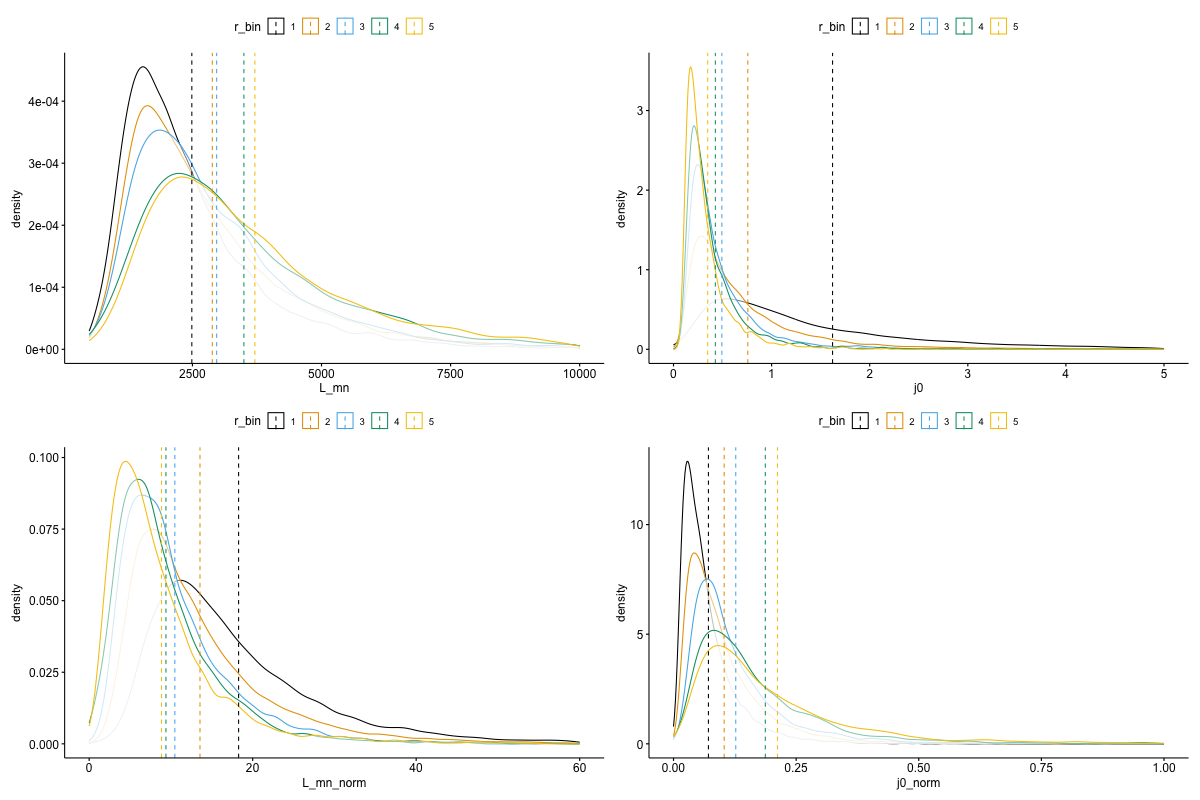 r_bin 1 2 3 4 5
4e-04
3e-04
2e-04
1e-04
0e+00
density
2500 5000 7500 10000
L_mn
r_bin 1 2 3 4 5
3
2
1
0
density
0 1 2 3 4 5
j0
r_bin 1 2 3 4 5
0.100
0.075
0.050
0.025
0.000
density
0 20 40 60
L_mn_norm
r_bin 1 2 3 4 5
10
5
0
density
0.00 0.25 0.50 0.75 1.00
j0_norm